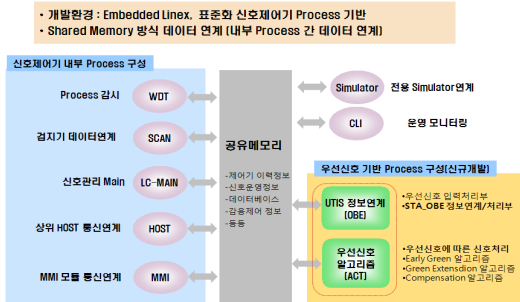 • 개발환경 : Embedded Linex, 표준화 신호제어기 Process 기반
• Shared Memory 방식 데이터 연계 (내부 Process 간 데이터 연계)
신호제어기 내부 Process 구성
Process 감시
WDT
검지기 데이터연계
SCAN
신호관리 Main
LC-MAIN
상위 HOST 통신연계
HOST
MMI 모듈 통신연계
MMI
공유메모리
-제어기 이력정보
-신호운영정보
-데이터베이스
-감응제어 정보
-등등
Simulator
전용 Simulator연계
CLI
운영 모니터링
우선신호 기반 Process 구성(신규개발)
UTIS 정보연계
(OBE)
•우선신호 입력처리부
•STA_OBE 정보연계/처리부
우선신호
알고리즘
(ACT)
•우선신호에 따른 신호처리
•Early Green 알고리즘
•Green Extensdion 알고리즘
•Compensation 알고리즘